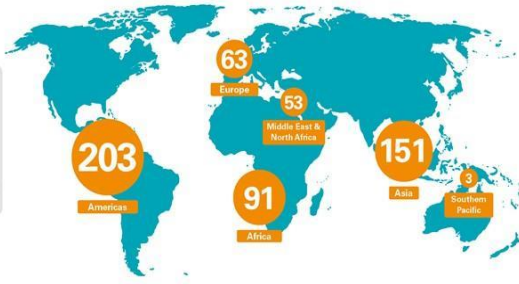 63
Europe
53
Middle East &
North Africa
203
Americas
151
Asia
3
Southern
Pacific
91
Africa